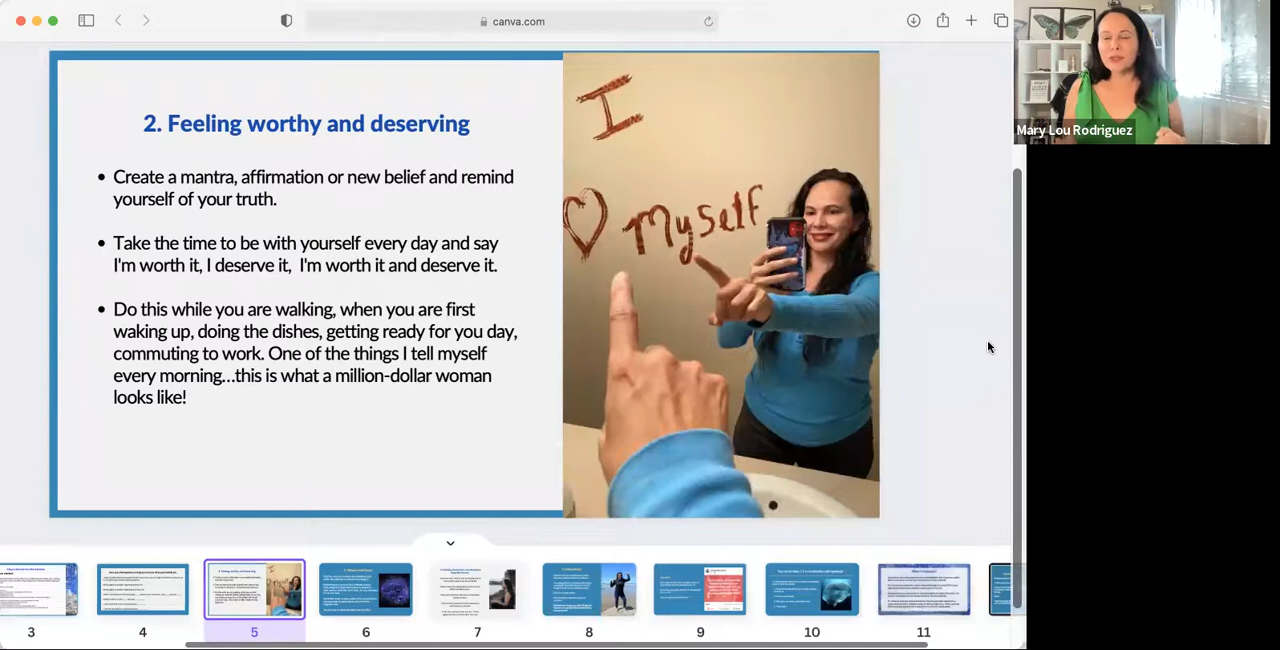 canva.com
Mary Lou Rodriguez
2. Feeling worthy and deserving
• Create a mantra, affirmation or new belief and remind
yourself of your truth.
• Take the time to be with yourself every day and say
I'm worth it, I deserve it, I'm worth it and deserve it.
• Do this while you are walking, when you are first
waking up, doing the dishes, getting ready for you day,
commuting to work. One of the things I tell myself
every morning...this is what a million-dollar woman
looks like!
I
♡ myself
3 4 5 6 7 8 9 10 11